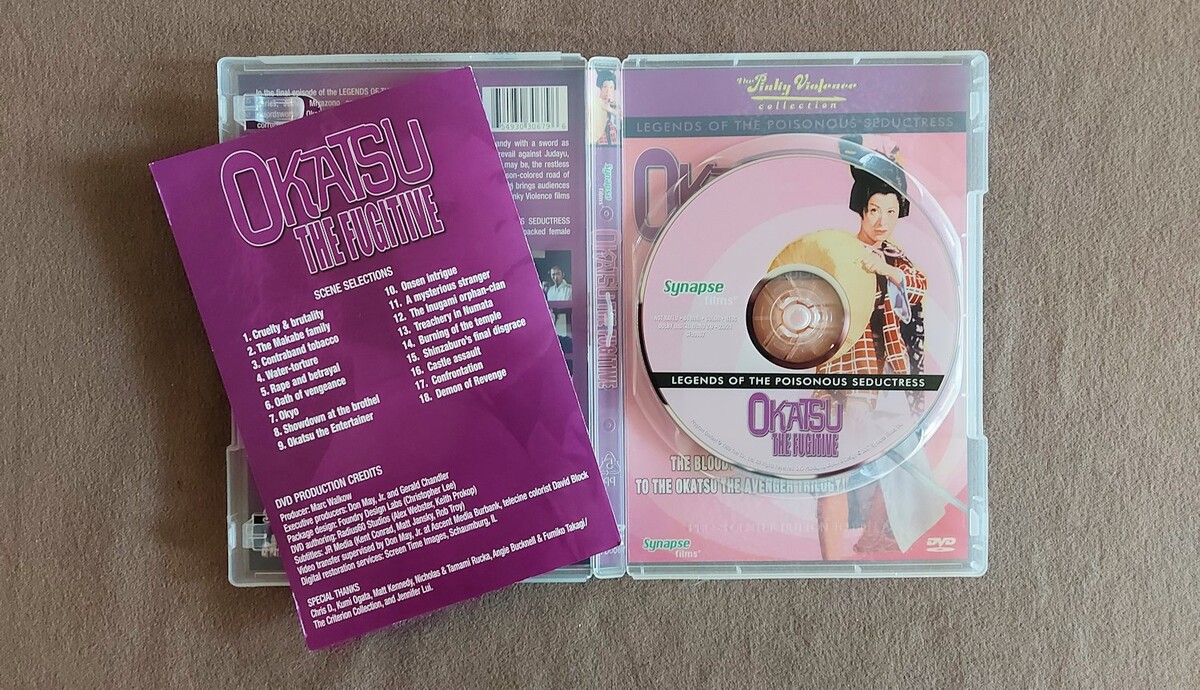 OKATSU
THE FUGITIVE
SCENE SELECTIONS
1. Cruelty & brutality
2. The Makabe family
3. Contraband tobacco
4. Water-torture
5. Rape and betrayal
6. Oath of vengeance
7. Okyo
8. Showdown at the brothel
9. Okatsu the Entertainer
10. Onsen intrigue
11. A mysterious stranger
12. The Inugami orphan-clan
13. Treachery in Numata
14. Burning of the temple
15. Shinzaburo's final disgrace
16. Castle assault
17. Confrontation
18. Demon of Revenge
DVD PRODUCTION CREDITS
Producer: Marc Walkow
Executive producers: Don May, Jr. and Gerald Chandler
Package design: Foundry Design Labs (Christopher Lee)
DVD authoring: Radius60 Studios (Alex Webster, Keith Prokop)
Subtitles: JR Media (Kent Conrad, Matt Jansky, Rob Troy)
Video transfer supervised by Don May, Jr. at Ascent Media Burbank, telecine colorist David Block
Digital restoration services: Screen Time Images, Schaumburg, IL
SPECIAL THANKS
Chris D., Kumi Ogata, Matt Kennedy, Nicholas & Tamami Rucka, Angie Bucknell & Fumiko Takagi/
The Criterion Collection, and Jennifer Lui.
In the final episode of the LEGENDS OF
Miyazono
54930 30679 6
andy with a sword as
prevail against Judayu,
may be, the restless
son-colored road of
brings audiences
nky Violence films
SEDUCTRESS
packed female
Synapse
films
OKATSU THE FUGITIVE
The Pinky Violence
collection
LEGENDS OF THE POISONOUS SEDUCTRESS
Synapse
films
LEGENDS OF THE POISONOUS SEDUCTRESS
OKATSU
THE FUGITIVE
THE BLOOD
TO THE OKATSU THE AVENGER TRILOGY!
Synapse
films
DVD